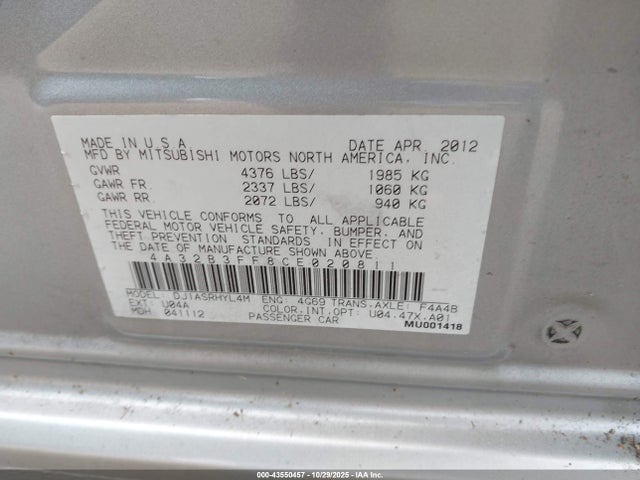 MADE IN U.S.A. DATE APR. 2012
MFD BY MITSUBISHI MOTORS NORTH AMERICA, INC.
GVWR 4376 LBS/ 1985 KG
GAWR FR. 2337 LBS/ 1060 KG
GAWR RR. 2072 LBS/ 940 KG
THIS VEHICLE CONFORMS TO ALL APPLICABLE
FEDERAL MOTOR VEHICLE SAFETY, BUMPER, AND
THEFT PREVENTION STANDARDS IN EFFECT ON
THE DATE OF MANUFACTURE SHOWN ABOVE.
4A32B3FF8CE020811
MODEL: DJ1ASRHYL4M ENG: 4G69 TRANS.AXLE: F4A4B
EXT: U04A COLOR.INT.OPT: U04.47X.A01
MDH: 041112 PASSENGER CAR
MU001418
000-43550457 - 10/29/2025 - IAAI.COM